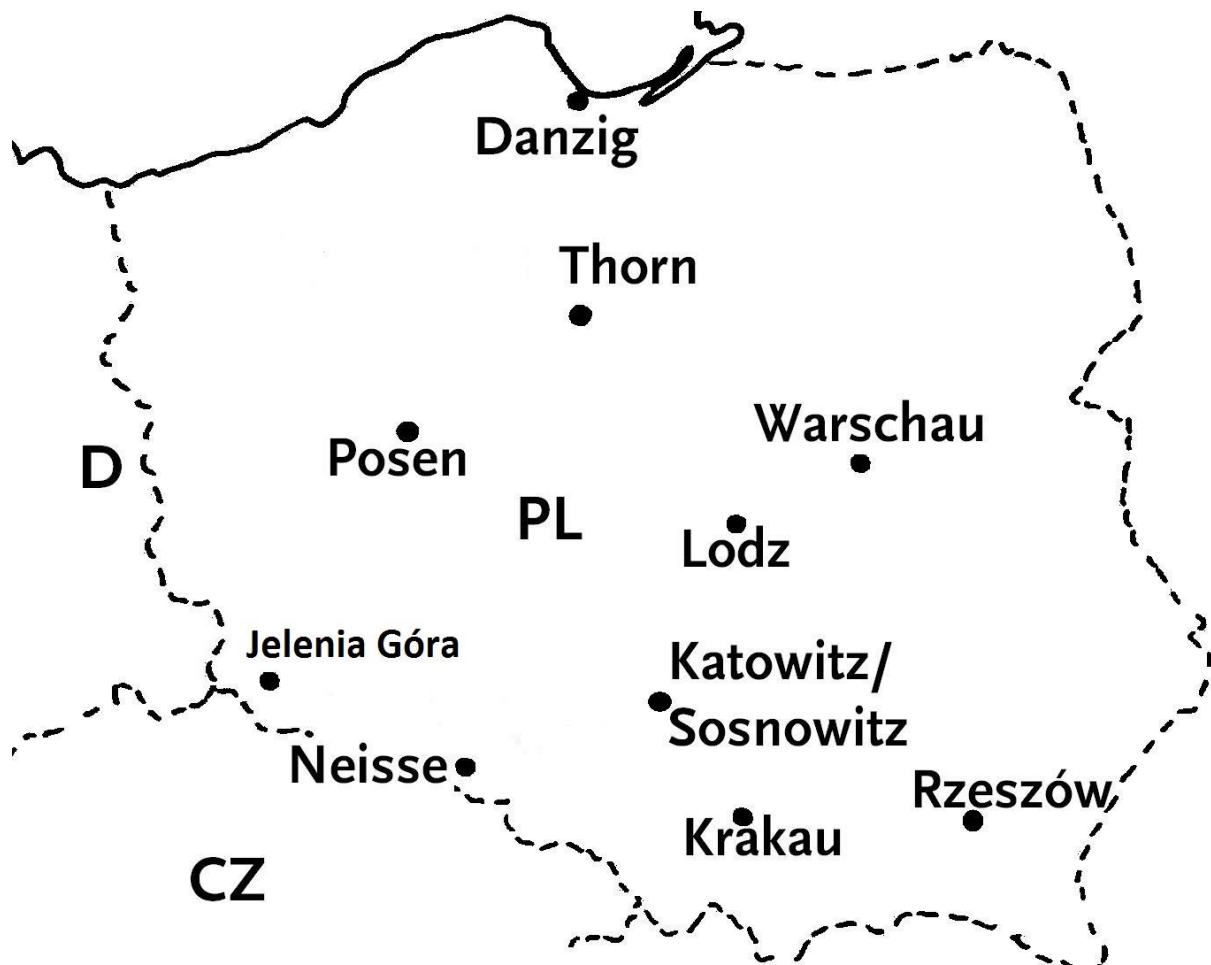 Danzig
Thorn
Warschau
Posen
D
PL
Lodz
Jelenia Góra
Katowitz/
Sosnowitz
Neisse
Rzeszów
Krakau
CZ